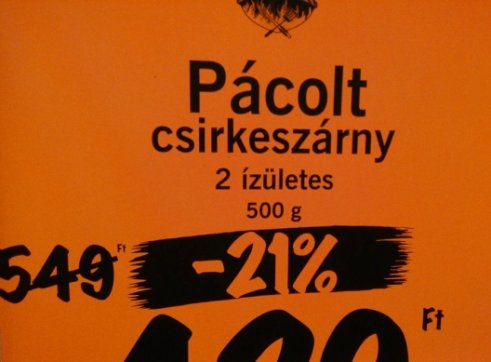 Pácolt
csirkeszárny
2 ízületes
500 g
549 Ft
-21%
Ft